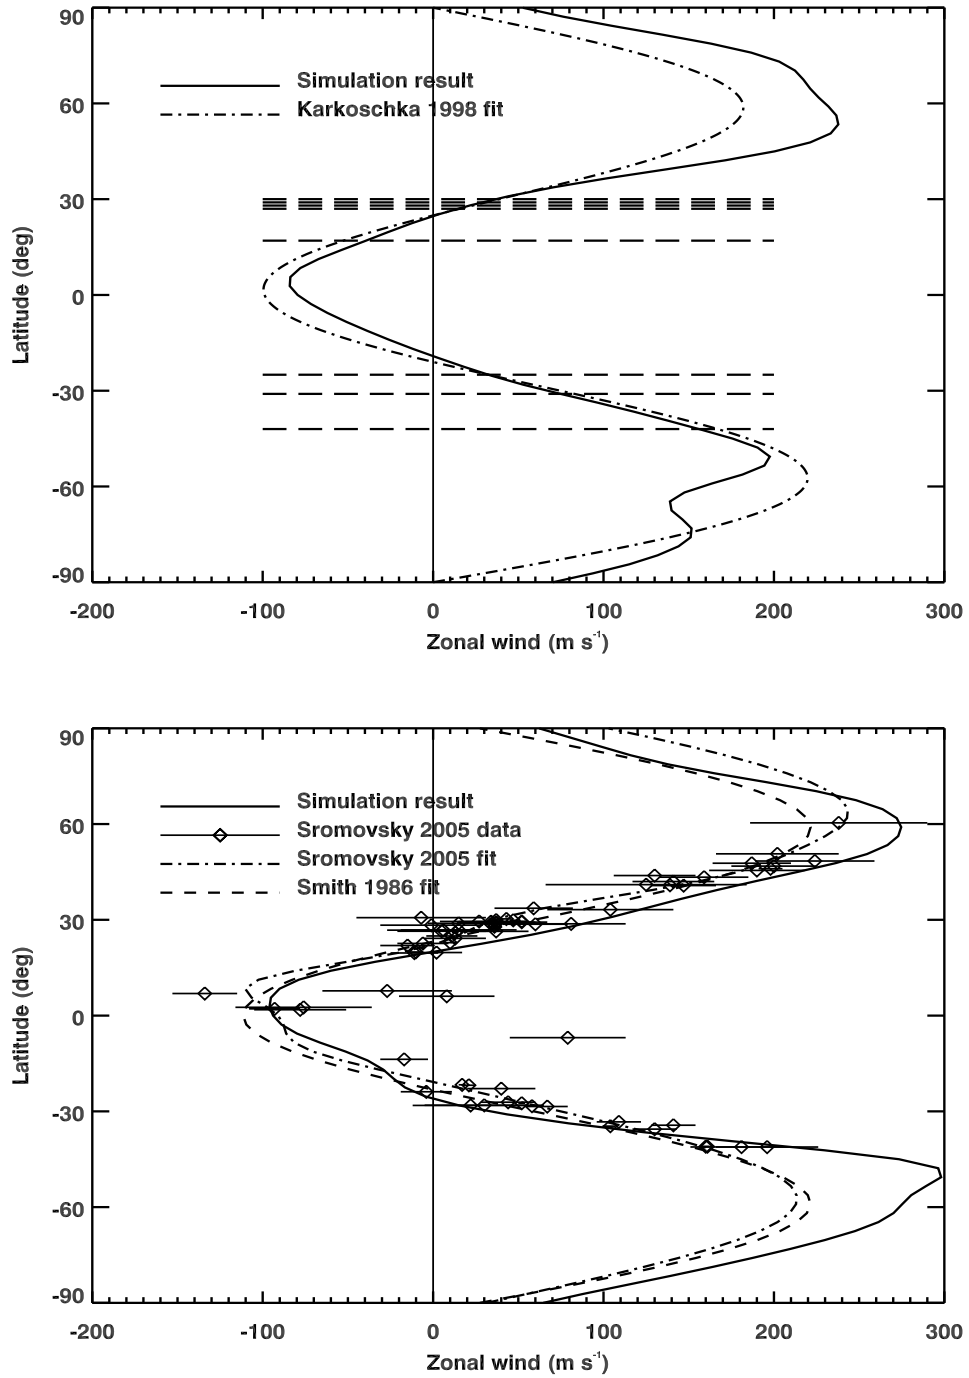 90
60
30
0
-30
-60
-90
Latitude (deg)
Simulation result
Karkoschka 1998 fit
-200 -100 0 100 200 300
Zonal wind (m s⁻¹)
90
60
30
0
-30
-60
-90
Latitude (deg)
Simulation result
Sromovsky 2005 data
Sromovsky 2005 fit
Smith 1986 fit
-200 -100 0 100 200 300
Zonal wind (m s⁻¹)